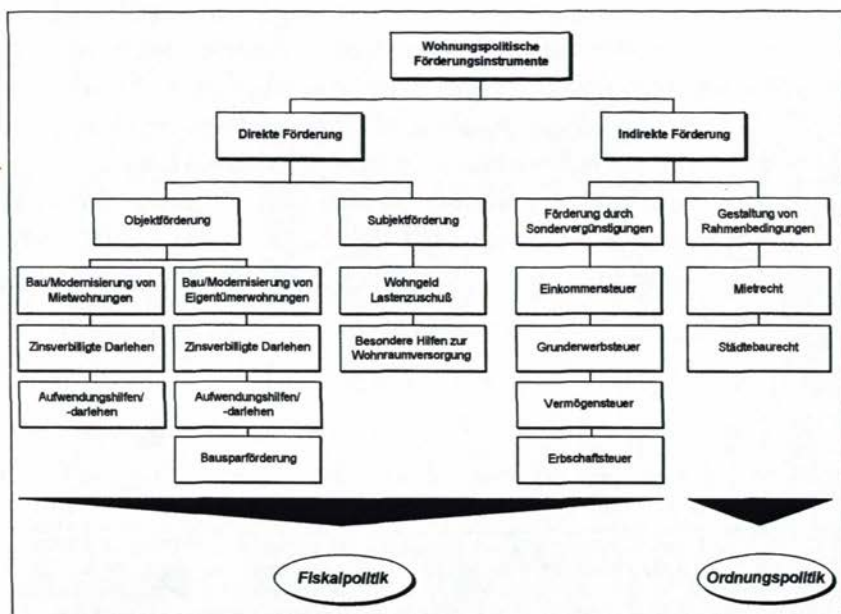 Wohnungspolitische
Förderungsinstrumente
Direkte Förderung
Indirekte Förderung
Objektförderung
Subjektförderung
Förderung durch
Sondervergünstigungen
Gestaltung von
Rahmenbedingungen
Bau/Modernisierung von
Mietwohnungen
Bau/Modernisierung von
Eigentümerwohnungen
Wohngeld
Lastenzuschuß
Einkommensteuer
Mietrecht
Zinsverbilligte Darlehen
Zinsverbilligte Darlehen
Besondere Hilfen zur
Wohnraumversorgung
Grunderwerbsteuer
Städtebaurecht
Aufwendungshilfen/
-darlehen
Aufwendungshilfen/
-darlehen
Vermögensteuer
Bausparförderung
Erbschaftsteuer
Fiskalpolitik
Ordnungspolitik